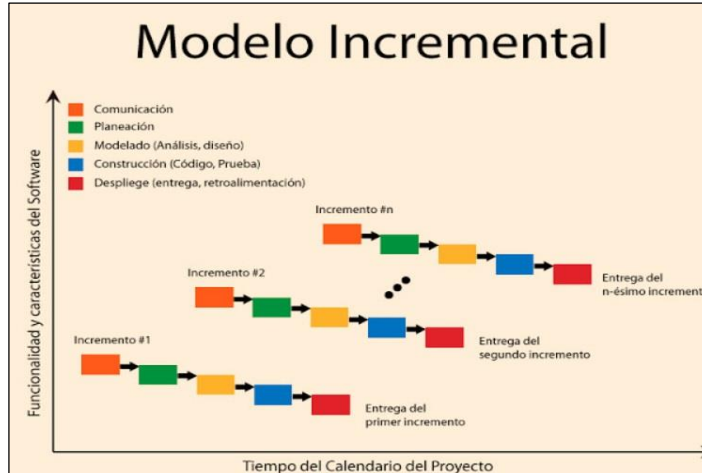 Modelo Incremental
Funcionalidad y características del Software
Comunicación
Planeación
Modelado (Análisis, diseño)
Construcción (Código, Prueba)
Despliege (entrega, retroalimentación)
Incremento #n
Entrega del
n-ésimo increment
Incremento #2
Entrega del
segundo incremento
Incremento #1
Entrega del
primer incremento
Tiempo del Calendario del Proyecto